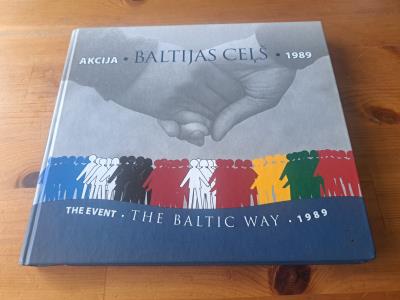 AKCIJA • BALTIJAS CEĻŠ • 1989
THE EVENT • THE BALTIC WAY • 1989